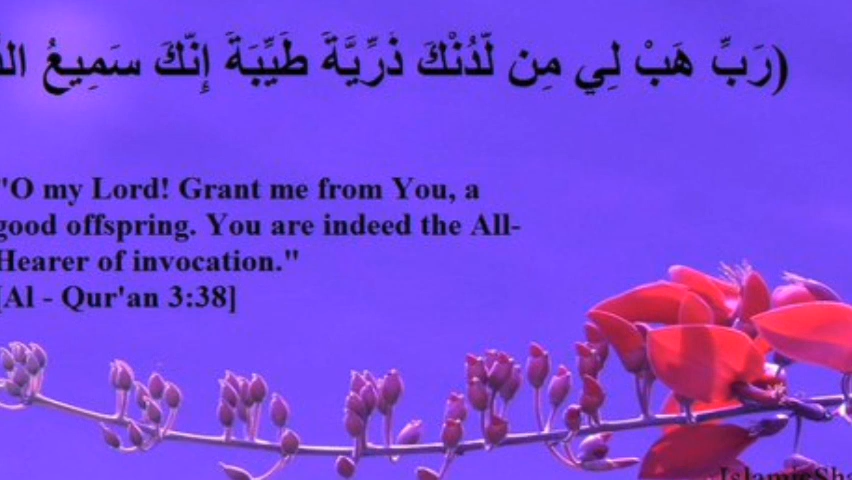 (رَبِّ هَبْ لِي مِن لَّدُنْكَ ذَرِّيَّةَ طَيِّبَةَ إِنَّكَ سَمِيعُ
"O my Lord! Grant me from You, a
good offspring. You are indeed the All-
Hearer of invocation."
[Al - Qur'an 3:38]